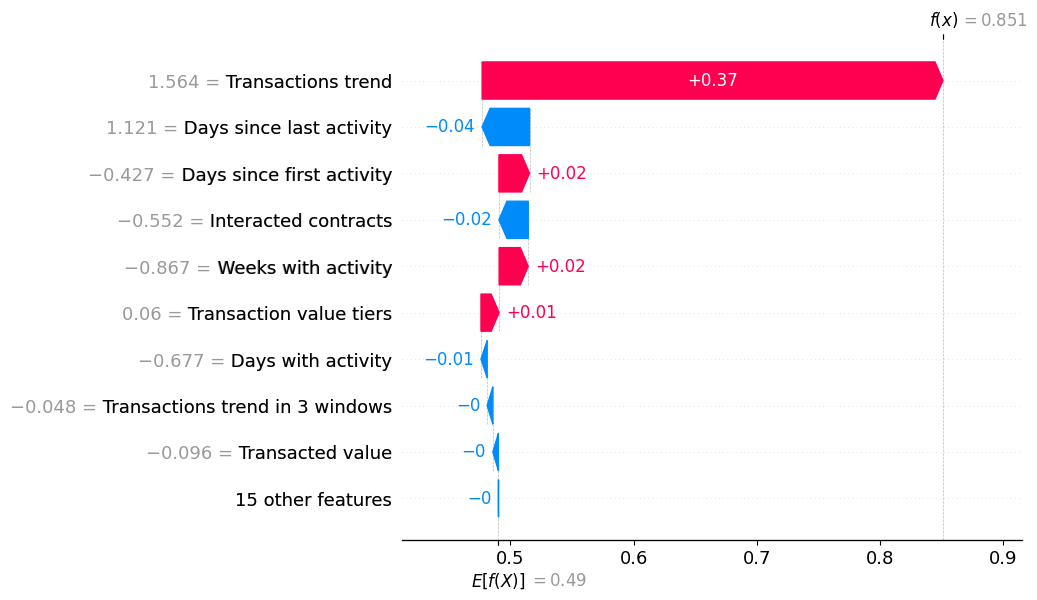 f(x) = 0.851
1.564 = Transactions trend
+0.37
1.121 = Days since last activity
−0.04
−0.427 = Days since first activity
+0.02
−0.552 = Interacted contracts
−0.02
−0.867 = Weeks with activity
+0.02
0.06 = Transaction value tiers
+0.01
−0.677 = Days with activity
−0.01
−0.048 = Transactions trend in 3 windows
−0
−0.096 = Transacted value
−0
15 other features
−0
0.5 0.6 0.7 0.8 0.9
E[f(X)] = 0.49